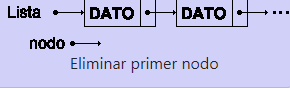 Lista DATO DATO ...
nodo
Eliminar primer nodo